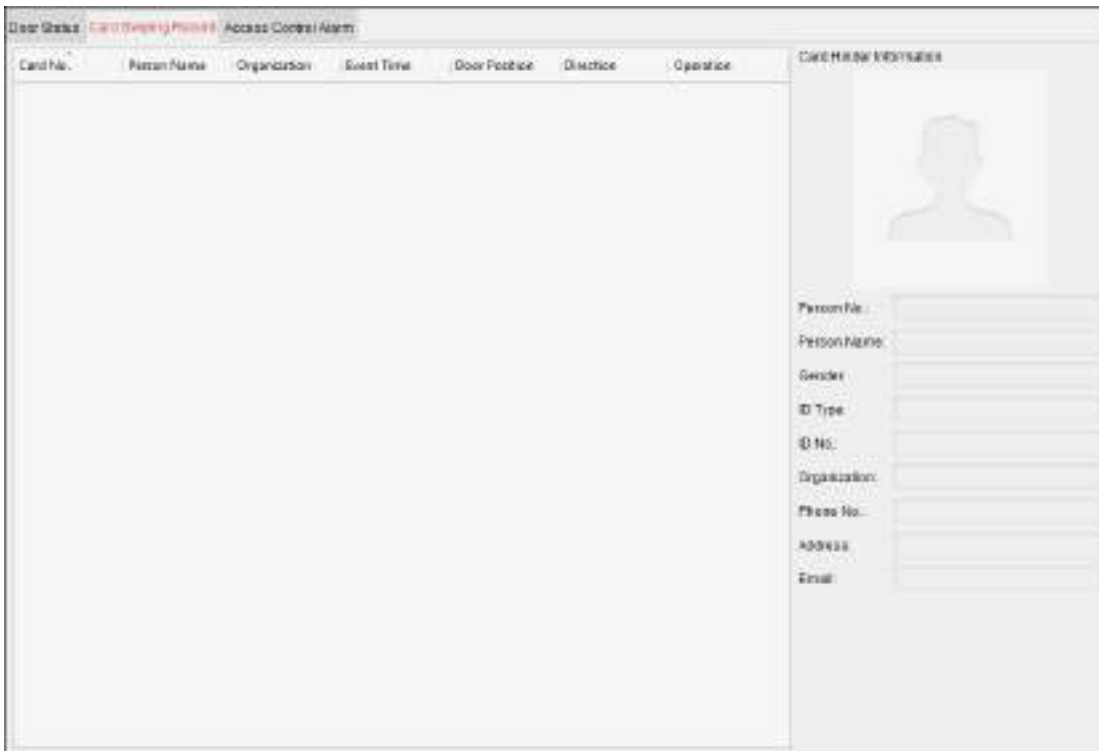 Door Status Card Swiping Record Access Control Alarm
Card No. Person Name Organization Event Time Door Position Direction Operation
Card Holder Information
Person No.:
Person Name:
Gender
ID Type
ID No.:
Organization:
Phone No.:
Address
Email: